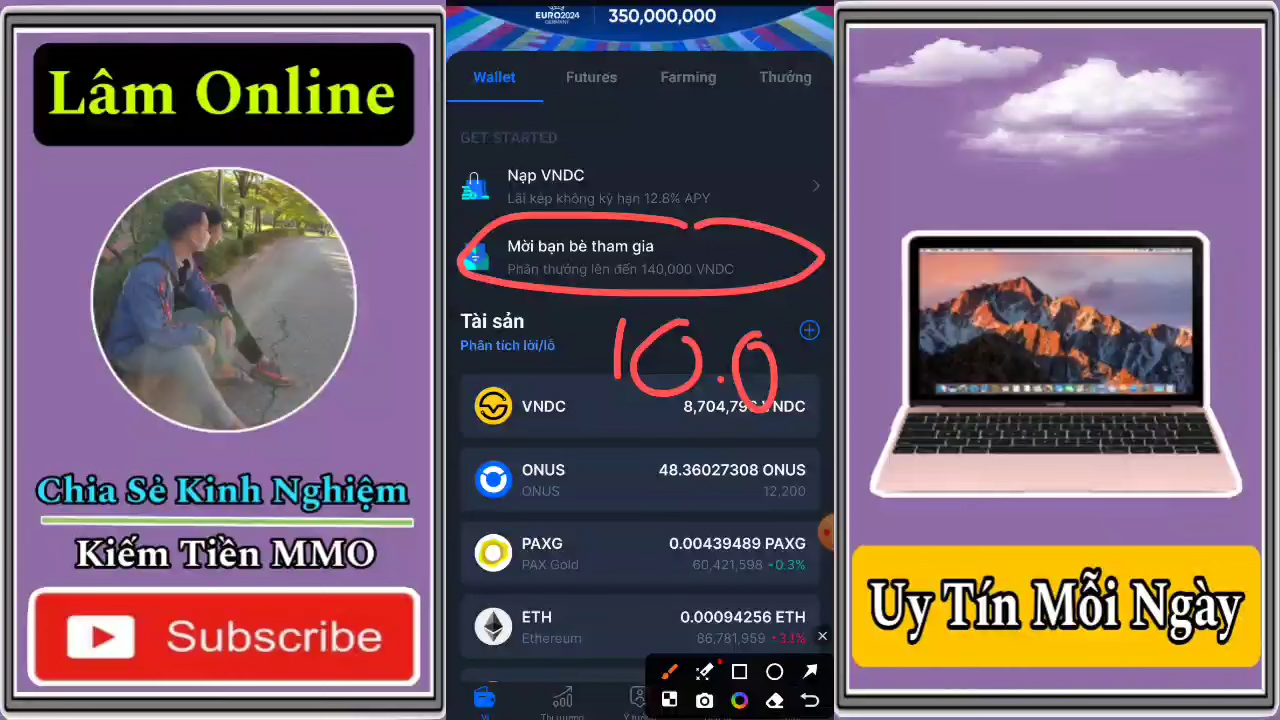 Lâm Online
Chia Sẻ Kinh Nghiệm
Kiếm Tiền MMO
Subscribe
EURO2024
GERMANY
350,000,000
Wallet
Futures
Farming
Thưởng
GET STARTED
Nạp VNDC
Lãi kép không kỳ hạn 12.8% APY
Mời bạn bè tham gia
Phần thưởng lên đến 140,000 VNDC
Tài sản
Phân tích lời/lỗ
10.0
VNDC
ONUS
48.36027308 ONUS
ONUS
12,200
PAXG
0.00439489 PAXG
PAX Gold
60,421,598 +0.3%
ETH
0.00094256 ETH
Ethereum
86,781,959
Uy Tín Mỗi Ngày